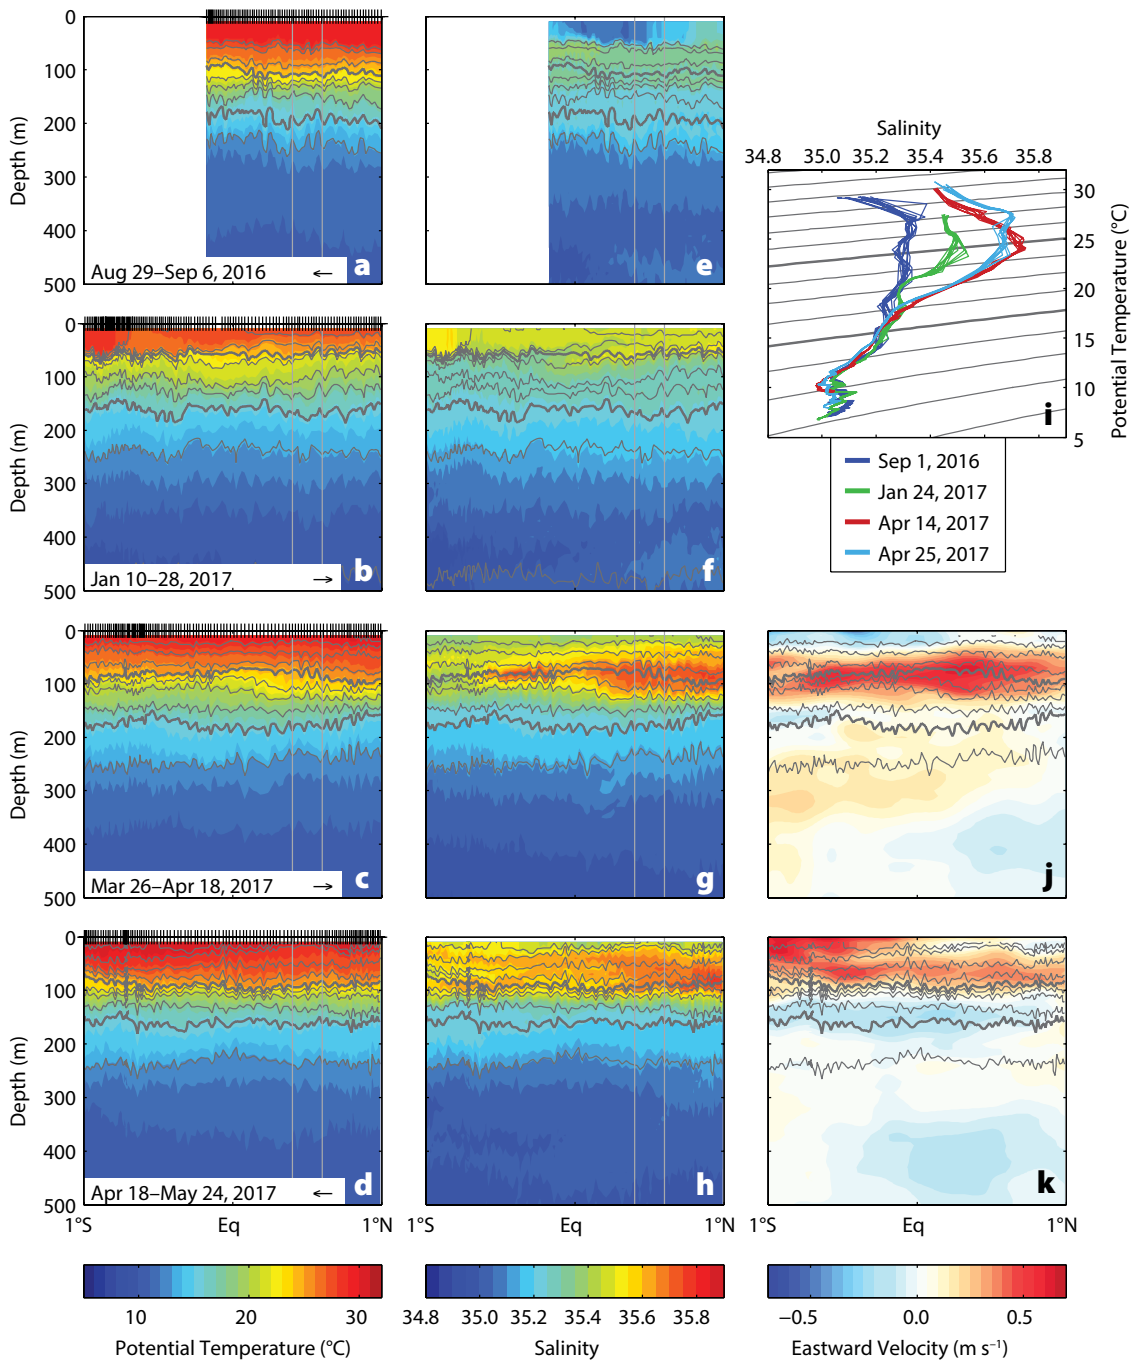 0
100
200
300
400
500
Depth (m)
Aug 29–Sep 6, 2016 ←
a
e
Salinity
34.8 35.0 35.2 35.4 35.6 35.8
30
25
20
15
10
5
Potential Temperature (°C)
i
Sep 1, 2016
Jan 24, 2017
Apr 14, 2017
Apr 25, 2017
0
100
200
300
400
500
Depth (m)
Jan 10–28, 2017 →
b
f
0
100
200
300
400
500
Depth (m)
Mar 26–Apr 18, 2017 →
c
g
j
0
100
200
300
400
500
Depth (m)
Apr 18–May 24, 2017 ←
d
h
k
1°S Eq 1°N
1°S Eq 1°N
1°S Eq 1°N
10 20 30
Potential Temperature (°C)
34.8 35.0 35.2 35.4 35.6 35.8
Salinity
−0.5 0.0 0.5
Eastward Velocity (m s⁻¹)